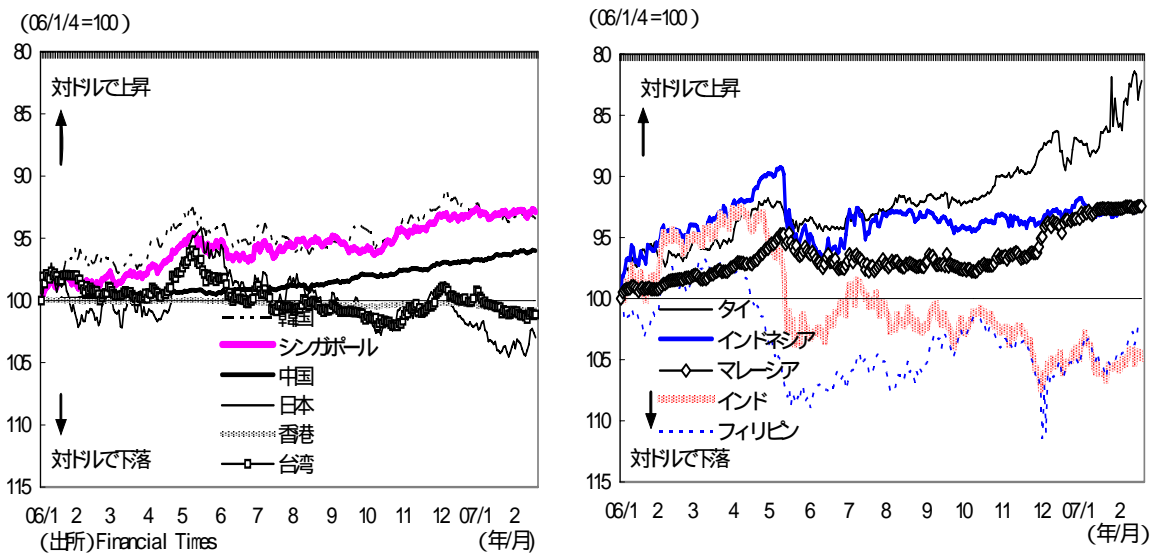 (06/1/4=100)
80
85
90
95
100
105
110
115
対ドルで上昇
韓国
シンガポール
中国
日本
香港
台湾
対ドルで下落
06/1 2 3 4 5 6 7 8 9 10 11 12 07/1 2
(出所)Financial Times
(年/月)
(06/1/4=100)
80
85
90
95
100
105
110
115
対ドルで上昇
タイ
インドネシア
マレーシア
インド
フィリピン
対ドルで下落
06/1 2 3 4 5 6 7 8 9 10 11 12 07/1 2
(年/月)